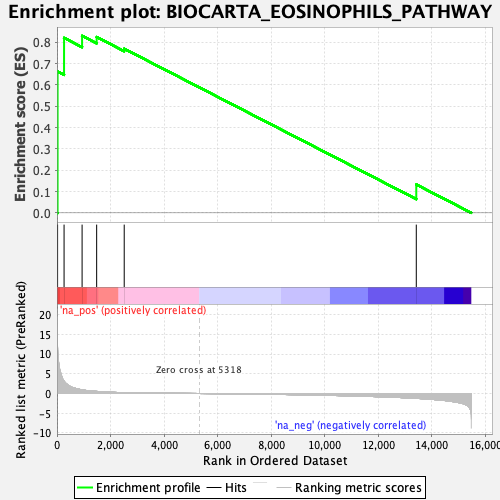 Enrichment plot: BIOCARTA_EOSINOPHILS_PATHWAY
Enrichment score (ES)
0.8
0.7
0.6
0.5
0.4
0.3
0.2
0.1
0.0
'na_pos' (positively correlated)
Ranked list metric (PreRanked)
20
15
10
5
0
-5
-10
Zero cross at 5318
'na_neg' (negatively correlated)
0 2,000 4,000 6,000 8,000 10,000 12,000 14,000 16,000
Rank in Ordered Dataset
Enrichment profile Hits Ranking metric scores